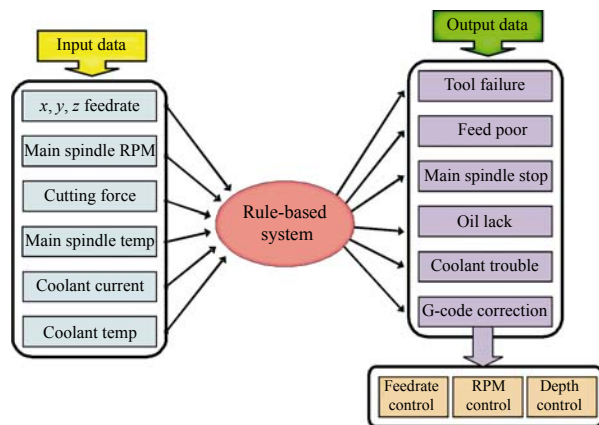 Input data
x, y, z feedrate
Main spindle RPM
Cutting force
Main spindle temp
Coolant current
Coolant temp
Rule-based
system
Output data
Tool failure
Feed poor
Main spindle stop
Oil lack
Coolant trouble
G-code correction
Feedrate
control
RPM
control
Depth
control